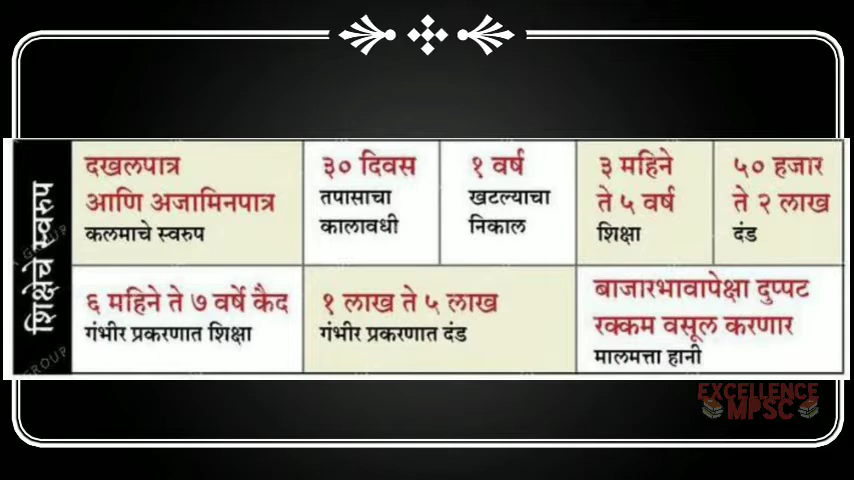 शिक्षेचे स्वरुप
दखलपात्र
आणि अजामिनपात्र
कलमाचे स्वरुप
३० दिवस
तपासाचा
कालावधी
१ वर्ष
खटल्याचा
निकाल
३ महिने
ते ५ वर्ष
शिक्षा
५० हजार
ते २ लाख
दंड
६ महिने ते ७ वर्षे कैद
गंभीर प्रकरणात शिक्षा
१ लाख ते ५ लाख
गंभीर प्रकरणात दंड
बाजारभावापेक्षा दुप्पट
रक्कम वसूल करणार
मालमत्ता हानी
GROUP
EXCELLENCE
MPSC